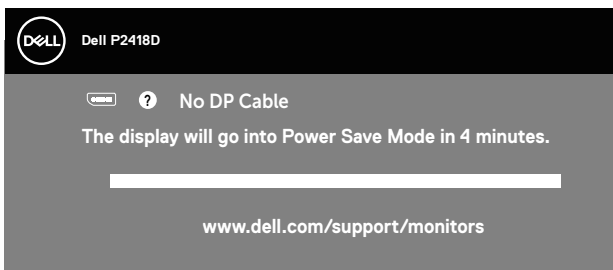 DELL
Dell P2418D
? No DP Cable
The display will go into Power Save Mode in 4 minutes.
www.dell.com/support/monitors